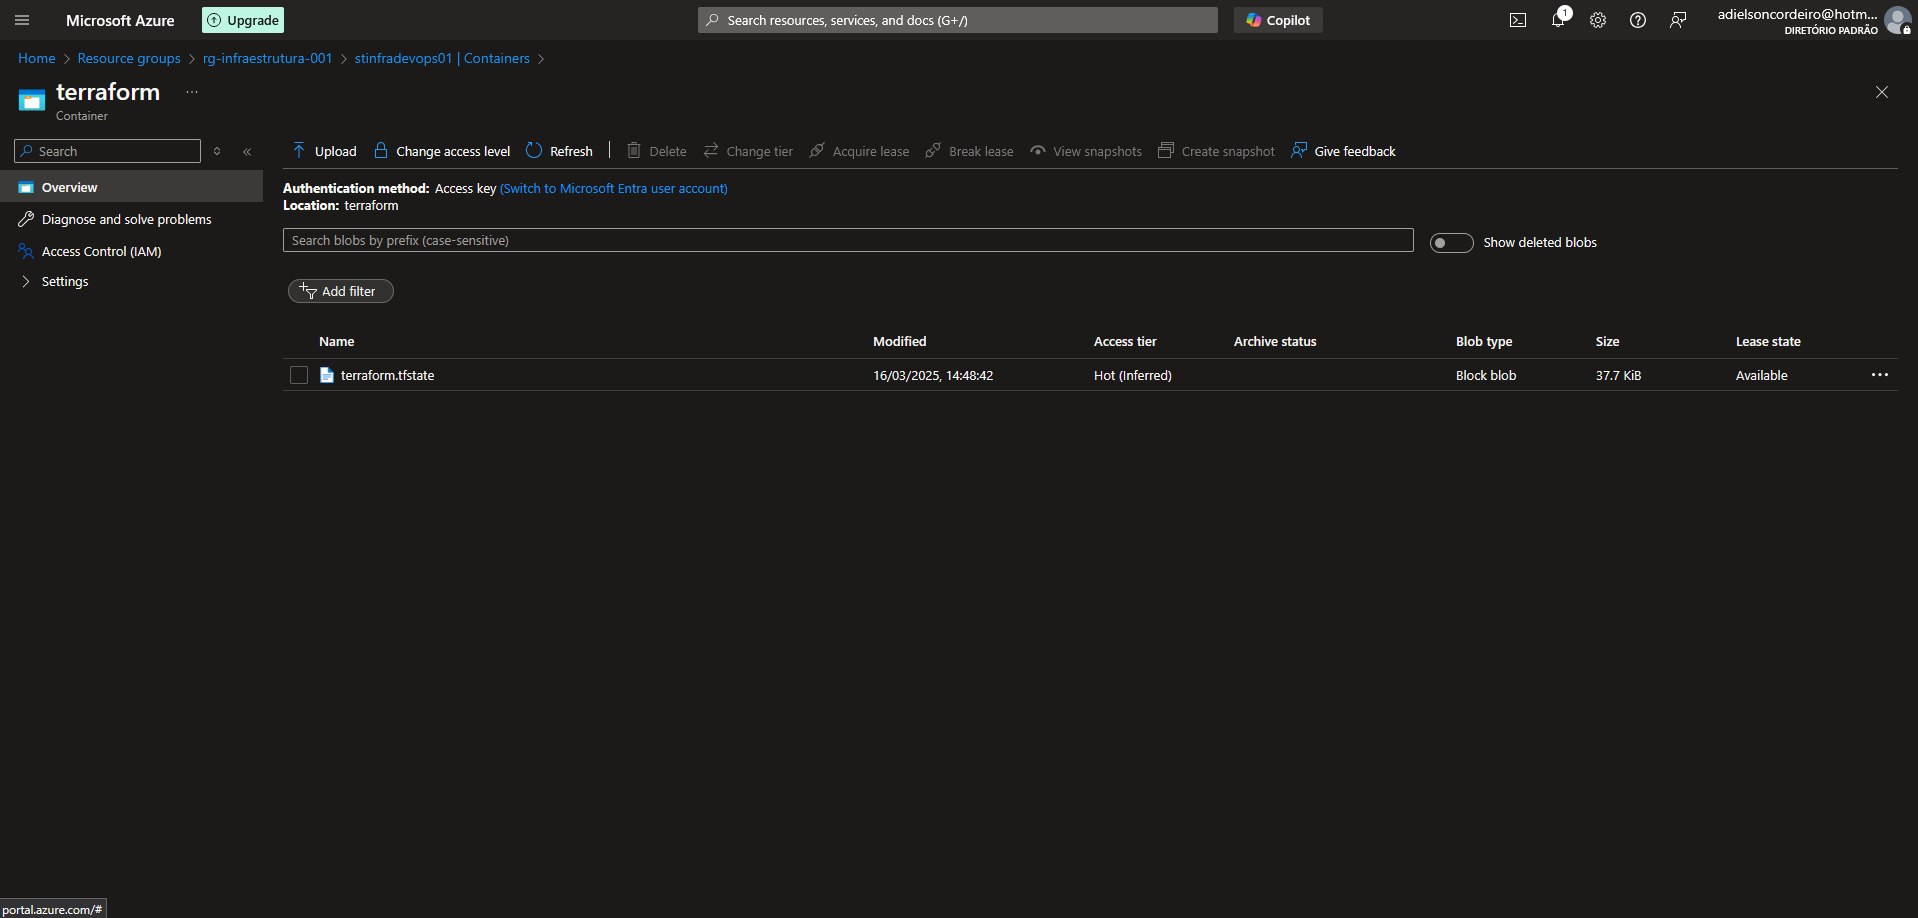 Microsoft Azure
Upgrade
Search resources, services, and docs (G+/)
Copilot
1
adielsoncordeiro@hotm...
DIRETÓRIO PADRÃO
Home > Resource groups > rg-infraestrutura-001 > stinfradevops01 | Containers >
terraform ...
Container
Search
Overview
Diagnose and solve problems
Access Control (IAM)
Settings
Upload Change access level Refresh Delete Change tier Acquire lease Break lease View snapshots Create snapshot Give feedback
Authentication method: Access key (Switch to Microsoft Entra user account)
Location: terraform
Search blobs by prefix (case-sensitive)
Show deleted blobs
Add filter
Name Modified Access tier Archive status Blob type Size Lease state
terraform.tfstate 16/03/2025, 14:48:42 Hot (Inferred) Block blob 37.7 KiB Available ...
portal.azure.com/#